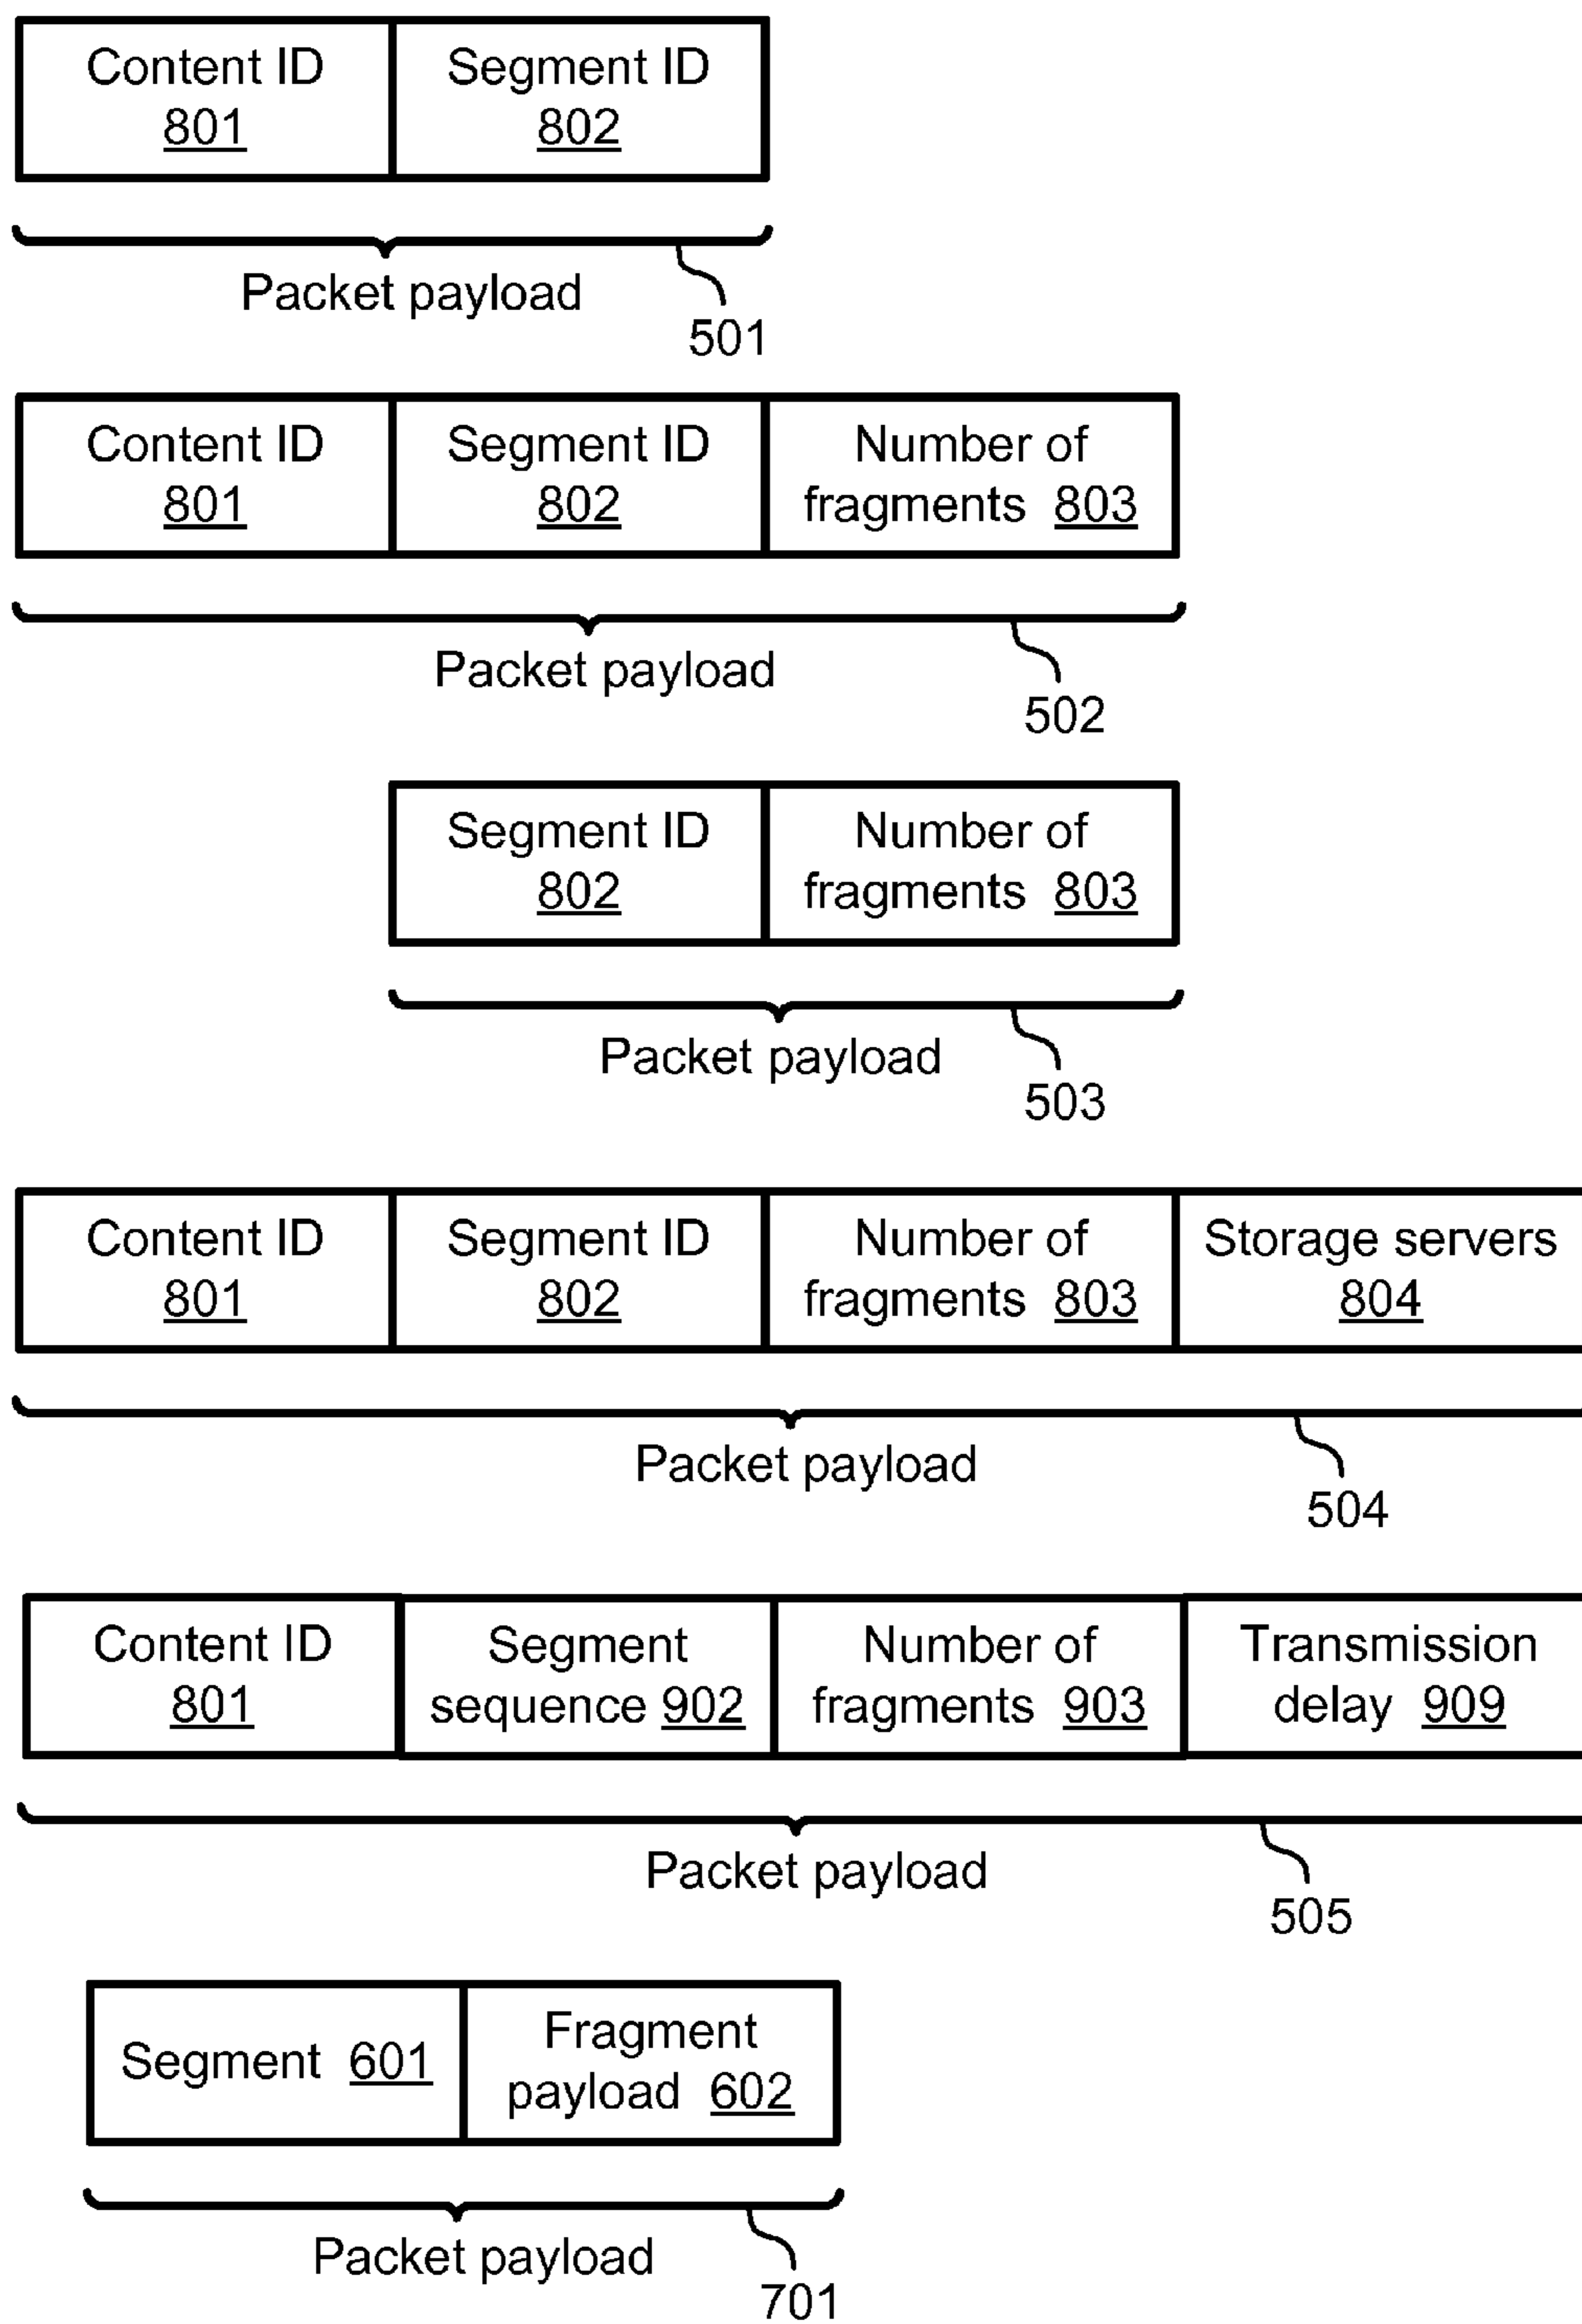 Content ID
801
Segment ID
802
Packet payload
501
Content ID
801
Segment ID
802
Number of
fragments 803
Packet payload
502
Segment ID
802
Number of
fragments 803
Packet payload
503
Content ID
801
Segment ID
802
Number of
fragments 803
Storage servers
804
Packet payload
504
Content ID
801
Segment
sequence 902
Number of
fragments 903
Transmission
delay 909
Packet payload
505
Segment 601
Fragment
payload 602
Packet payload
701